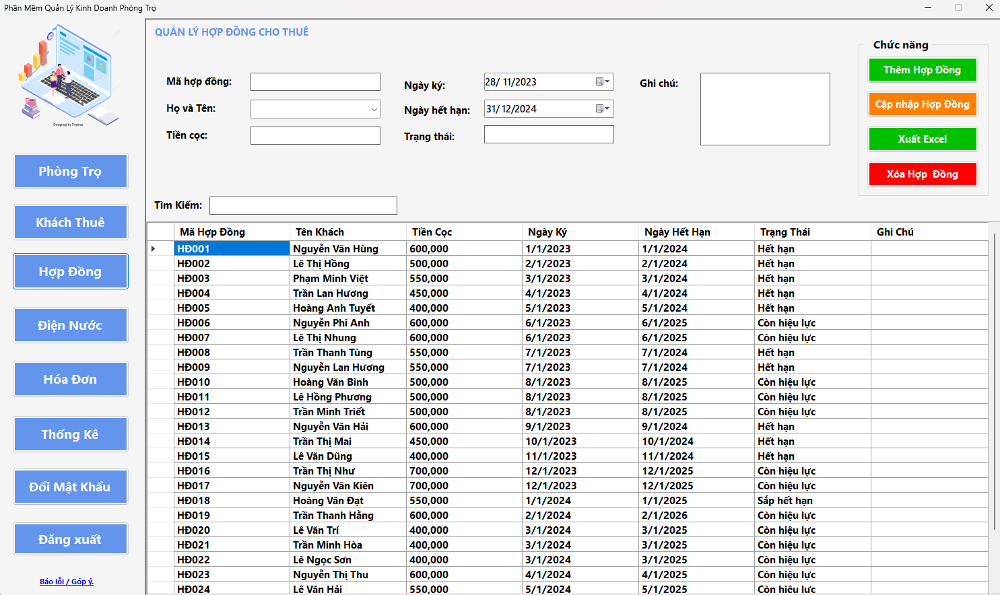 Phần Mềm Quản Lý Kinh Doanh Phòng Trọ
Designed by Pngtree
Phòng Trọ
Khách Thuê
Hợp Đồng
Điện Nước
Hóa Đơn
Thống Kê
Đổi Mật Khẩu
Đăng xuất
Báo lỗi / Góp ý.
QUẢN LÝ HỢP ĐỒNG CHO THUÊ
Mã hợp đồng:
Họ và Tên:
Tiền cọc:
Ngày ký: 28/ 11/2023
Ngày hết hạn: 31/ 12/2024
Trạng thái:
Ghi chú:
Chức năng
Thêm Hợp Đồng
Cập nhập Hợp Đồng
Xuất Excel
Xóa Hợp Đồng
Tìm Kiếm:
Mã Hợp Đồng Tên Khách Tiền Cọc Ngày Ký Ngày Hết Hạn Trạng Thái Ghi Chú
HĐ001 Nguyễn Văn Hùng 600,000 1/1/2023 1/1/2024 Hết hạn
HĐ002 Lê Thị Hồng 500,000 2/1/2023 2/1/2024 Hết hạn
HĐ003 Phạm Minh Việt 550,000 3/1/2023 3/1/2024 Hết hạn
HĐ004 Trần Lan Hương 450,000 4/1/2023 4/1/2024 Hết hạn
HĐ005 Hoàng Anh Tuyết 400,000 5/1/2023 5/1/2024 Hết hạn
HĐ006 Nguyễn Phi Anh 600,000 6/1/2023 6/1/2025 Còn hiệu lực
HĐ007 Lê Thị Nhung 600,000 6/1/2023 6/1/2025 Còn hiệu lực
HĐ008 Trần Thanh Tùng 550,000 7/1/2023 7/1/2024 Hết hạn
HĐ009 Nguyễn Lan Hương 550,000 7/1/2023 7/1/2024 Hết hạn
HĐ010 Hoàng Văn Bình 500,000 8/1/2023 8/1/2025 Còn hiệu lực
HĐ011 Lê Hồng Phương 500,000 8/1/2023 8/1/2025 Còn hiệu lực
HĐ012 Trần Minh Triết 500,000 8/1/2023 8/1/2025 Còn hiệu lực
HĐ013 Nguyễn Văn Hải 600,000 9/1/2023 9/1/2024 Hết hạn
HĐ014 Trần Thị Mai 450,000 10/1/2023 10/1/2024 Hết hạn
HĐ015 Lê Văn Dũng 400,000 11/1/2023 11/1/2024 Hết hạn
HĐ016 Trần Thị Như 700,000 12/1/2023 12/1/2025 Còn hiệu lực
HĐ017 Nguyễn Văn Kiên 700,000 12/1/2023 12/1/2025 Còn hiệu lực
HĐ018 Hoàng Văn Đạt 550,000 1/1/2024 1/1/2025 Sắp hết hạn
HĐ019 Trần Thanh Hằng 600,000 2/1/2024 2/1/2026 Còn hiệu lực
HĐ020 Lê Văn Trí 400,000 3/1/2024 3/1/2025 Còn hiệu lực
HĐ021 Trần Minh Hòa 400,000 3/1/2024 3/1/2025 Còn hiệu lực
HĐ022 Lê Ngọc Sơn 400,000 3/1/2024 3/1/2025 Còn hiệu lực
HĐ023 Nguyễn Thị Thu 600,000 4/1/2024 4/1/2025 Còn hiệu lực
HĐ024 Lê Văn Hải 550,000 5/1/2024 5/1/2025 Còn hiệu lực